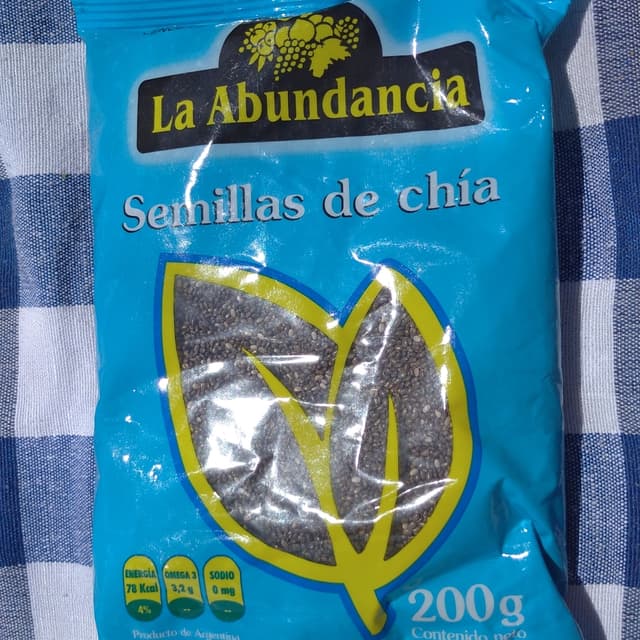 La Abundancia
Semillas de chía
ENERGÍA
78 Kcal
4%
OMEGA 3
3,2 g
--
SODIO
0 mg
--
200g
Producto de Argentina
Contenido neto